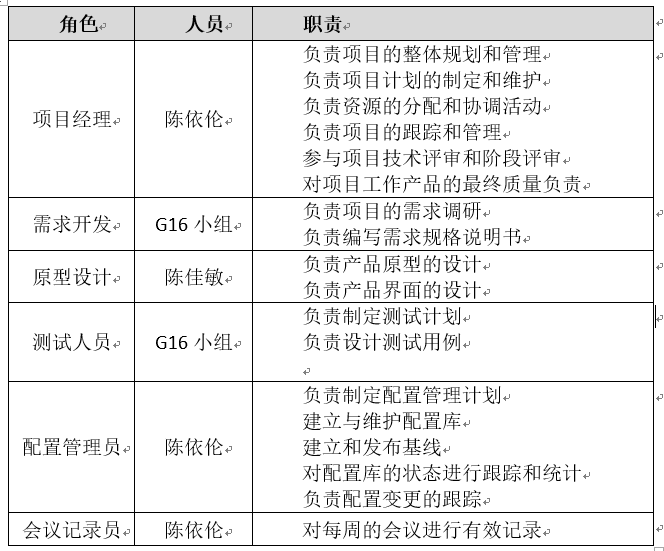 角色 人员 职责
负责项目的整体规划和管理
负责项目计划的制定和维护
负责资源的分配和协调活动
项目经理 陈依伦 负责项目的跟踪和管理
参与项目技术评审和阶段评审
对项目工作产品的最终质量负责
需求开发 G16 小组 负责项目的需求调研
负责编写需求规格说明书
原型设计 陈佳敏 负责产品原型的设计
负责产品界面的设计
负责制定测试计划
测试人员 G16 小组 负责设计测试用例
负责制定配置管理计划
建立与维护配置库
配置管理员 陈依伦 建立和发布基线
对配置库的状态进行跟踪和统计
负责配置变更的跟踪
会议记录员 陈依伦 对每周的会议进行有效记录